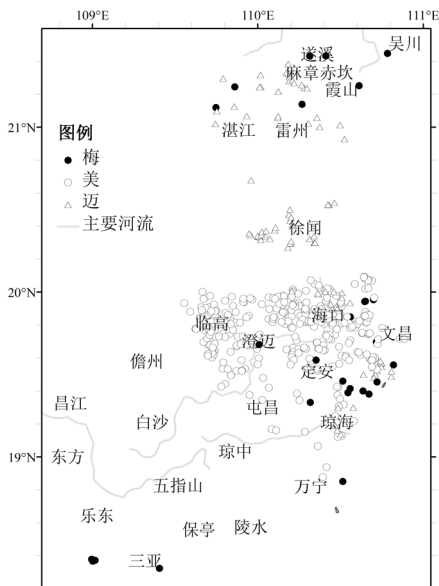 109°E
110°E
111°E
吴川
遂溪
麻章赤坎
霞山
21°N
湛江
雷州
图例
梅
美
迈
主要河流
徐闻
20°N
临高
海口
文昌
澄迈
儋州
定安
昌江
屯昌
白沙
琼海
19°N
东方
琼中
五指山
万宁
乐东
保亭
陵水
三亚